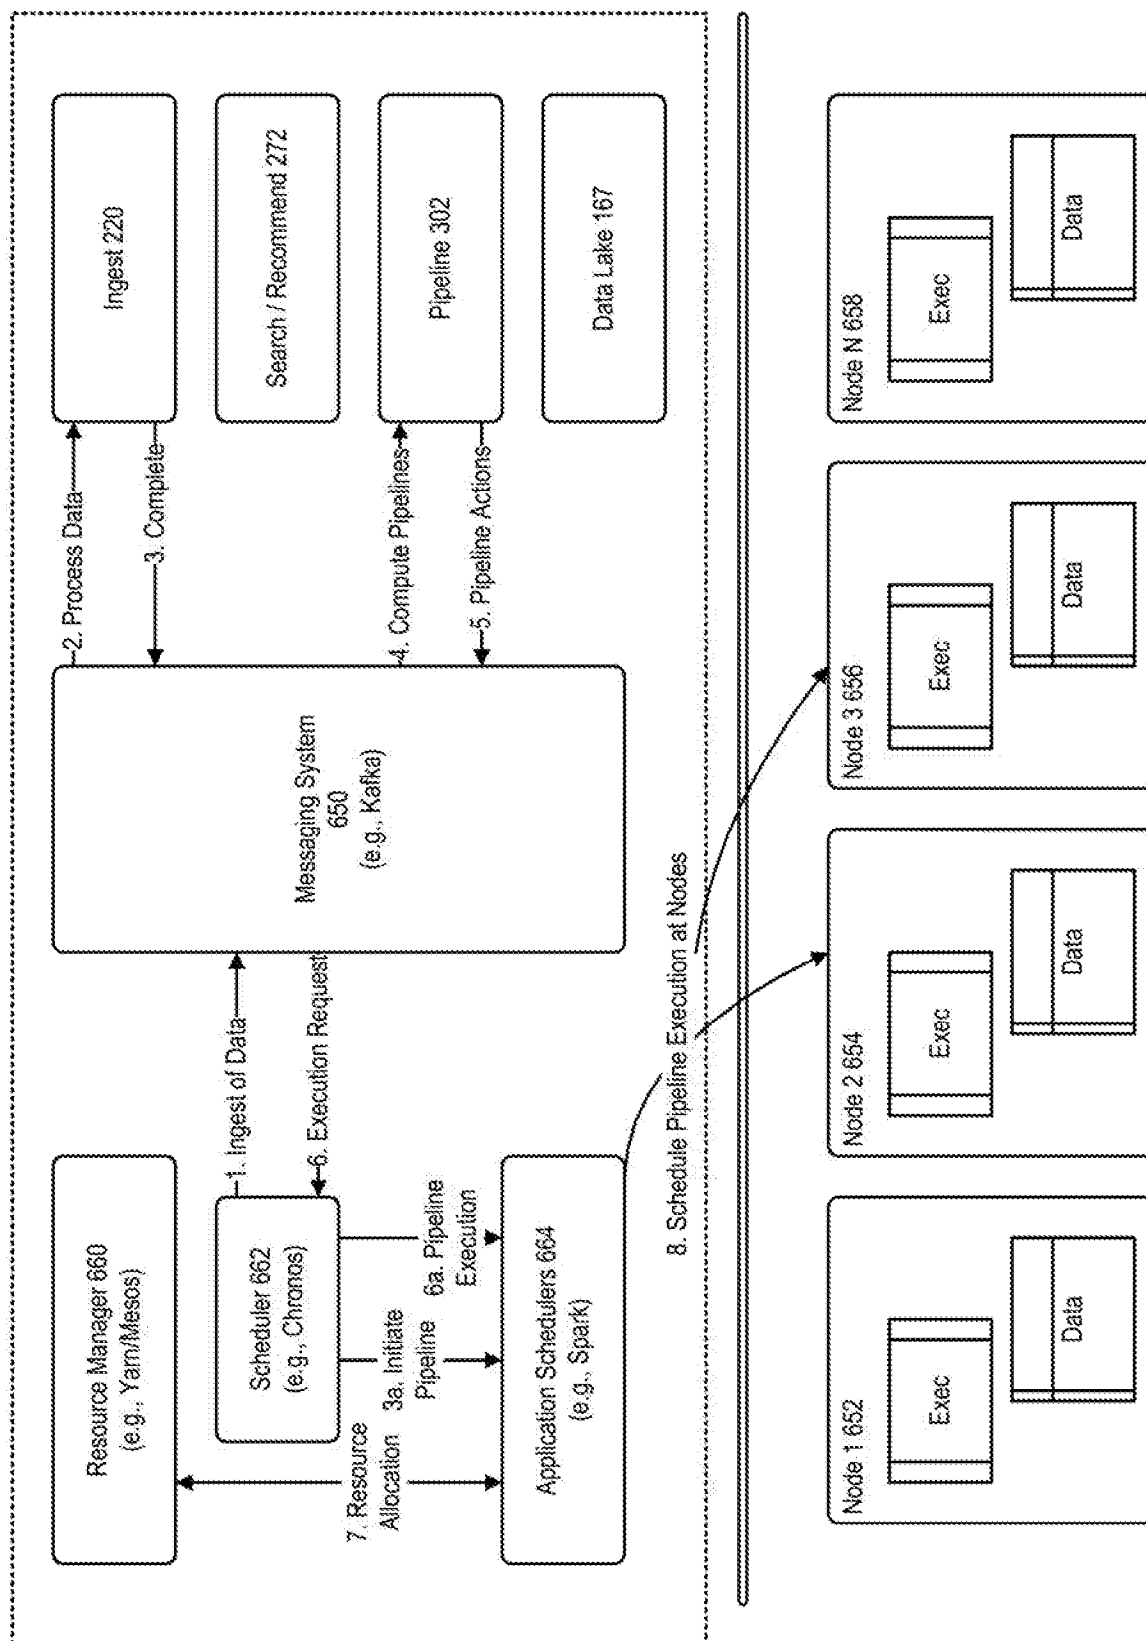 Resource Manager 660
(e.g., Yarn/Mesos)
Scheduler 662
(e.g., Chronos)
Application Schedulers 664
(e.g., Spark)
7. Resource
Allocation
3a. Initiate
Pipeline
6a. Pipeline
Execution
1. Ingest of Data
6. Execution Request
Messaging System
650
(e.g., Kafka)
2. Process Data
3. Complete
4. Compute Pipelines
5. Pipeline Actions
Ingest 220
Search / Recommend 272
Pipeline 302
Data Lake 167
8. Schedule Pipeline Execution at Nodes
Node 1 652
Exec
Data
Node 2 654
Exec
Data
Node 3 656
Exec
Data
Node N 658
Exec
Data